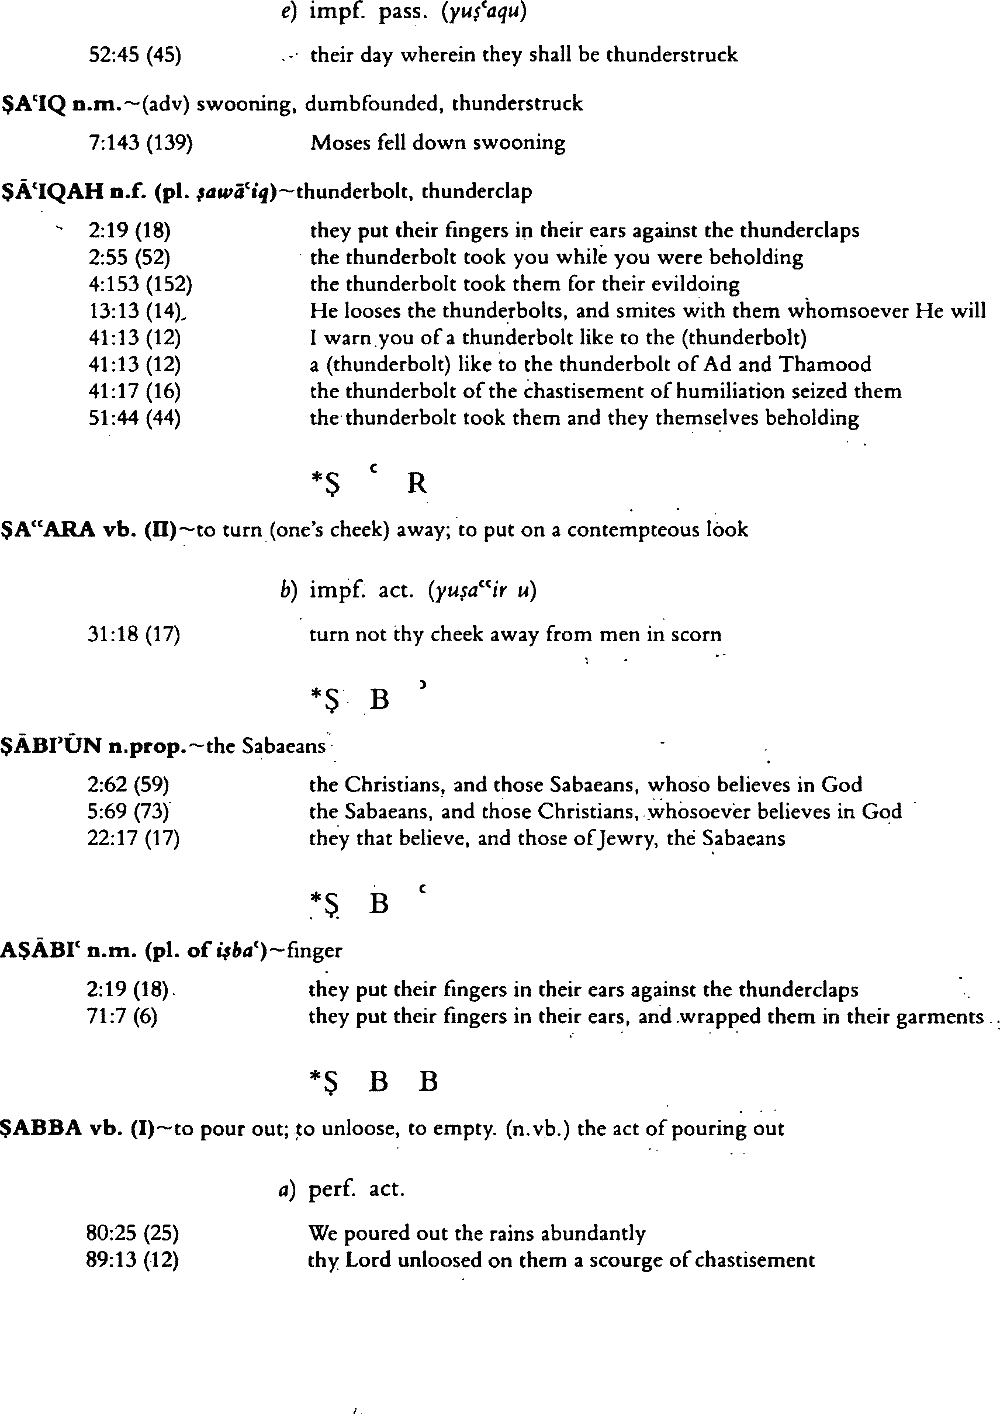 e) impf. pass. (yuṣʿaqu)
52:45 (45) their day wherein they shall be thunderstruck
ṢAʿIQ n.m.~(adv) swooning, dumbfounded, thunderstruck
7:143 (139) Moses fell down swooning
ṢĀʿIQAH n.f. (pl. ṣawāʿiq)~thunderbolt, thunderclap
2:19 (18) they put their fingers in their ears against the thunderclaps
2:55 (52) the thunderbolt took you while you were beholding
4:153 (152) the thunderbolt took them for their evildoing
13:13 (14) He looses the thunderbolts, and smites with them whomsoever He will
41:13 (12) I warn you of a thunderbolt like to the (thunderbolt)
41:13 (12) a (thunderbolt) like to the thunderbolt of Ad and Thamood
41:17 (16) the thunderbolt of the chastisement of humiliation seized them
51:44 (44) the thunderbolt took them and they themselves beholding
*Ṣ ʿ R
ṢAʿʿARA vb. (II)~to turn (one's cheek) away; to put on a contempteous look
b) impf. act. (yuṣaʿʿir u)
31:18 (17) turn not thy cheek away from men in scorn
*Ṣ B ʾ
ṢĀBIʾŪN n.prop.~the Sabaeans
2:62 (59) the Christians, and those Sabaeans, whoso believes in God
5:69 (73) the Sabaeans, and those Christians, whosoever believes in God
22:17 (17) they that believe, and those of Jewry, the Sabaeans
*Ṣ B ʿ
AṢĀBIʿ n.m. (pl. of iṣbaʿ)~finger
2:19 (18) they put their fingers in their ears against the thunderclaps
71:7 (6) they put their fingers in their ears, and wrapped them in their garments
*Ṣ B B
ṢABBA vb. (I)~to pour out; to unloose, to empty. (n.vb.) the act of pouring out
a) perf. act.
80:25 (25) We poured out the rains abundantly
89:13 (12) thy Lord unloosed on them a scourge of chastisement